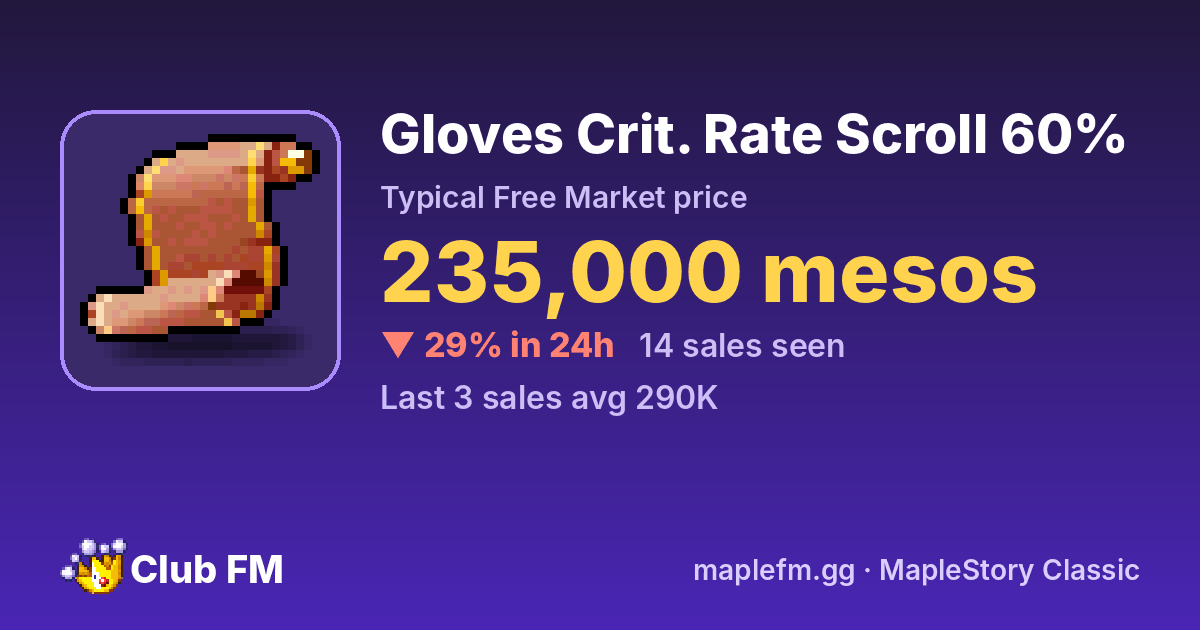 Gloves Crit. Rate Scroll 60%
Typical Free Market price
235,000 mesos
▼ 29% in 24h 14 sales seen
Last 3 sales avg 290K
Club FM
maplefm.gg · MapleStory Classic